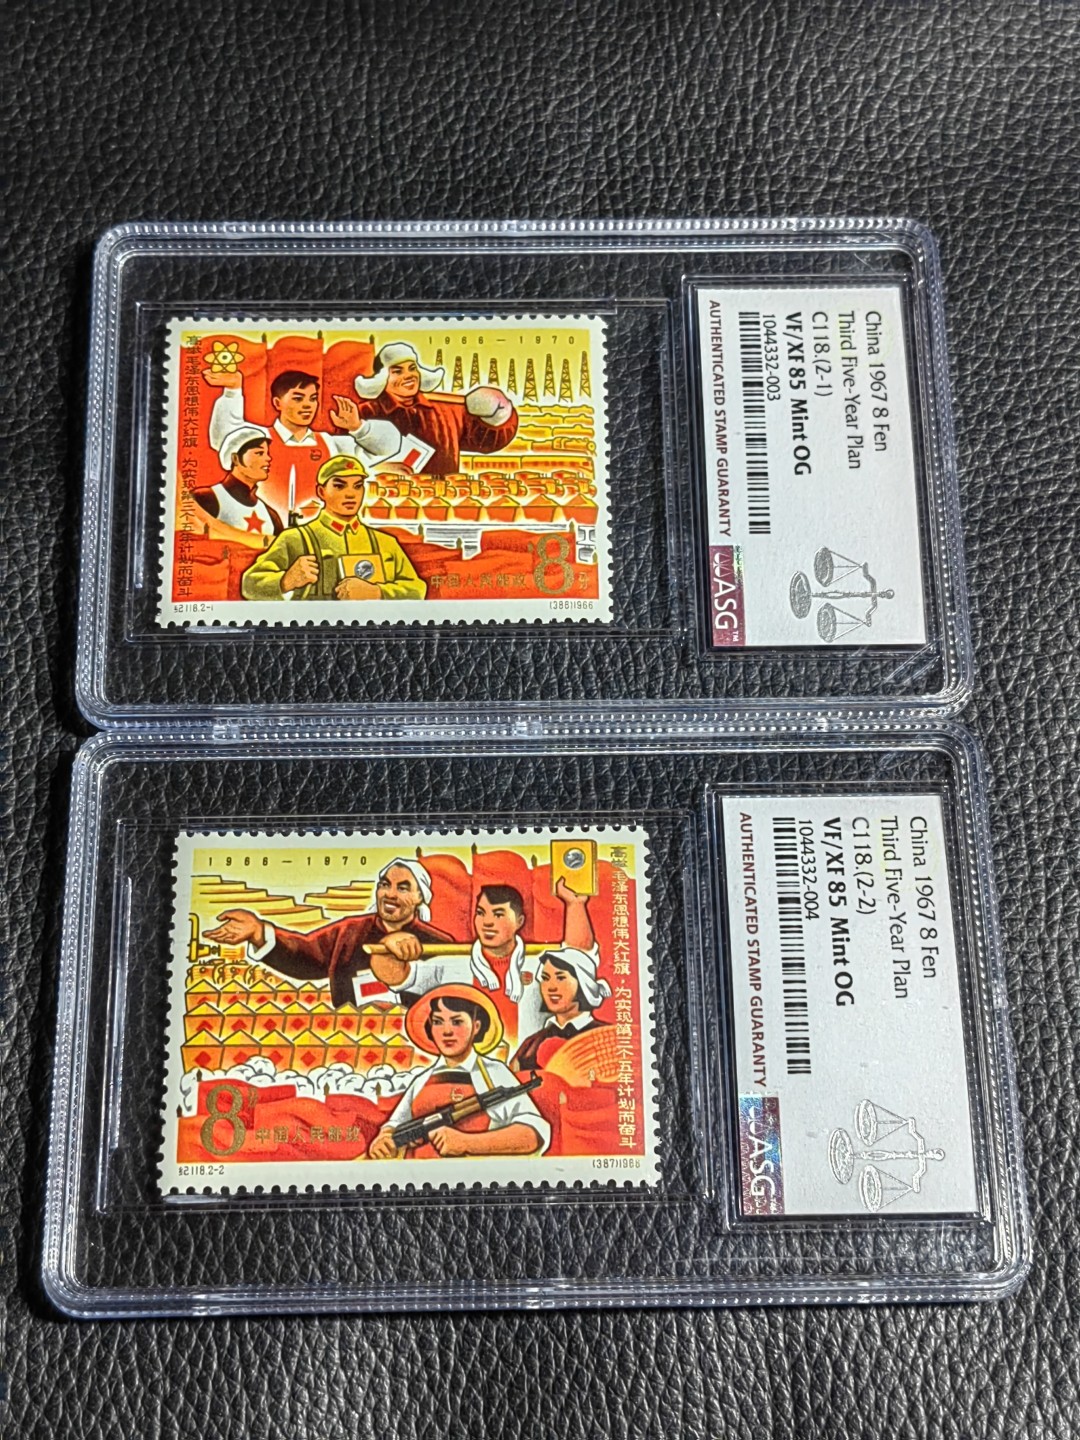 1966-1970
高举毛泽东思想伟大红旗·为实现第三个五年计划而奋斗
中国人民邮政
8分
纪118.2-1
(386)1966
China 1967 8 Fen
Third Five-Year Plan
C118.(2-1)
VF/XF 85 Mint OG
1044332-003
AUTHENTICATED STAMP GUARANTY
ASG™
1966-1970
高举毛泽东思想伟大红旗·为实现第三个五年计划而奋斗
8
中国人民邮政
纪118.2-2
(387)1966
China 1967 8 Fen
Third Five-Year Plan
C118.(2-2)
VF/XF 85 Mint OG
1044332-004
AUTHENTICATED STAMP GUARANTY
ASG™